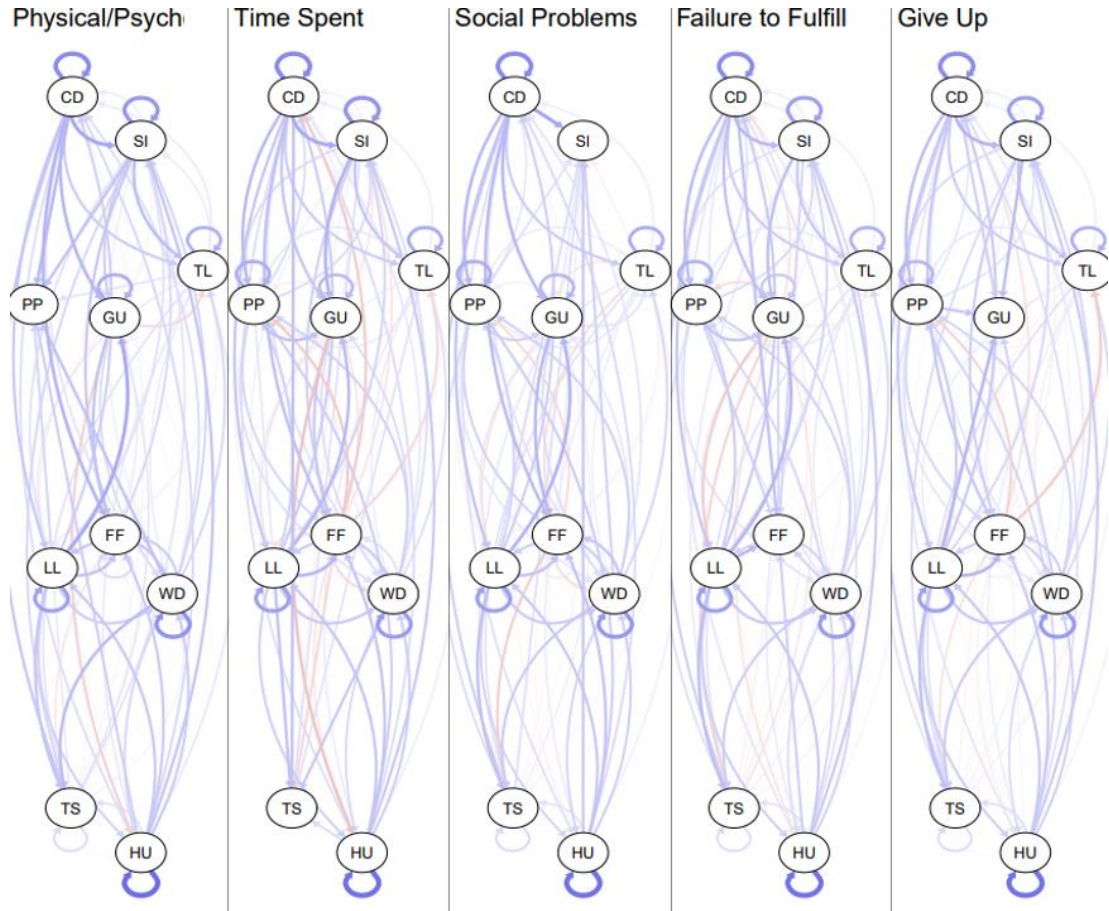 Physical/Psych
Time Spent
Social Problems
Failure to Fulfill
Give Up
CD
SI
TL
PP
GU
FF
LL
WD
TS
HU
CD
SI
TL
PP
GU
FF
LL
WD
TS
HU
CD
SI
TL
PP
GU
FF
LL
WD
TS
HU
CD
SI
TL
PP
GU
FF
LL
WD
TS
HU
CD
SI
TL
PP
GU
FF
LL
WD
TS
HU